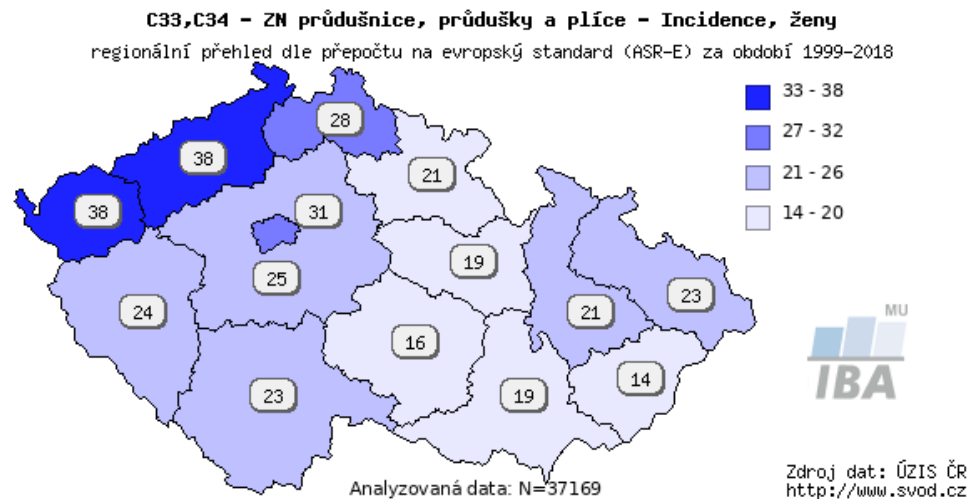 C33,C34 – ZN průdušnice, průdušky a plíce – Incidence, ženy
regionální přehled dle přepočtu na evropský standard (ASR-E) za období 1999–2018
33 - 38
27 - 32
21 - 26
14 - 20
28
38
21
38
31
19
25
23
24
21
16
14
23
19
MU
IBA
Analyzovaná data: N=37169
Zdroj dat: ÚZIS ČR
http://www.svod.cz